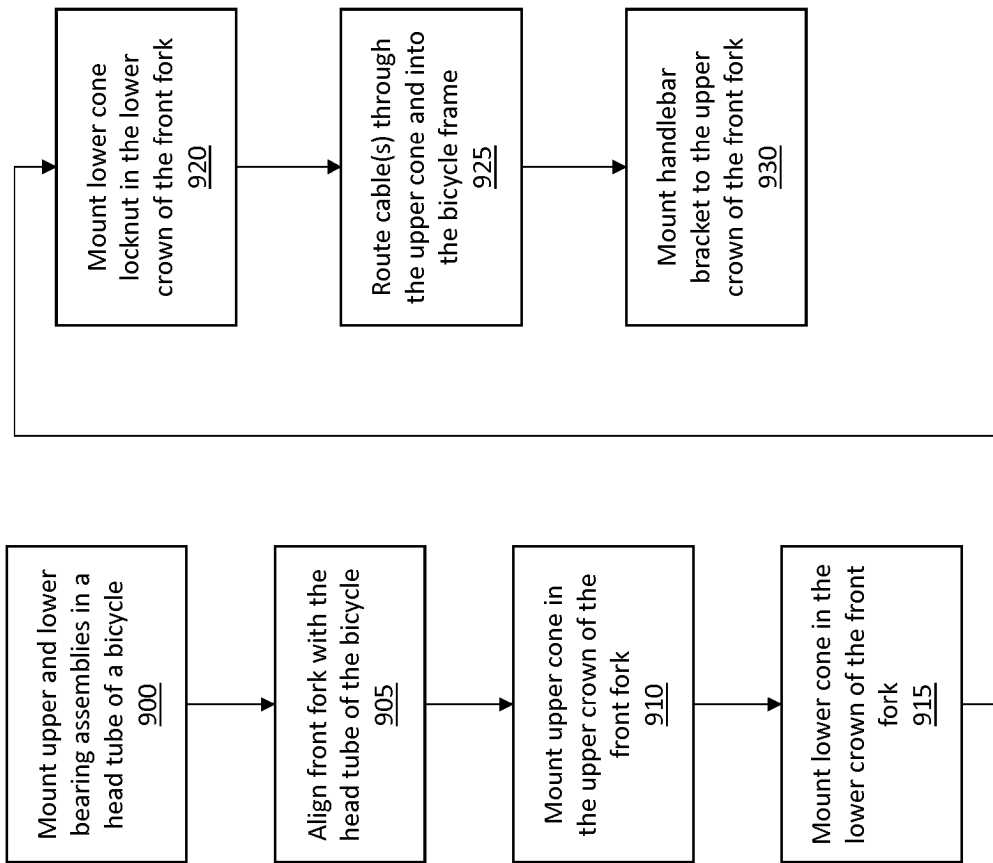 Mount upper and lower
bearing assemblies in a
head tube of a bicycle
900
Align front fork with the
head tube of the bicycle
905
Mount upper cone in
the upper crown of the
front fork
910
Mount lower cone in the
lower crown of the front
fork
915
Mount lower cone
locknut in the lower
crown of the front fork
920
Route cable(s) through
the upper cone and into
the bicycle frame
925
Mount handlebar
bracket to the upper
crown of the front fork
930